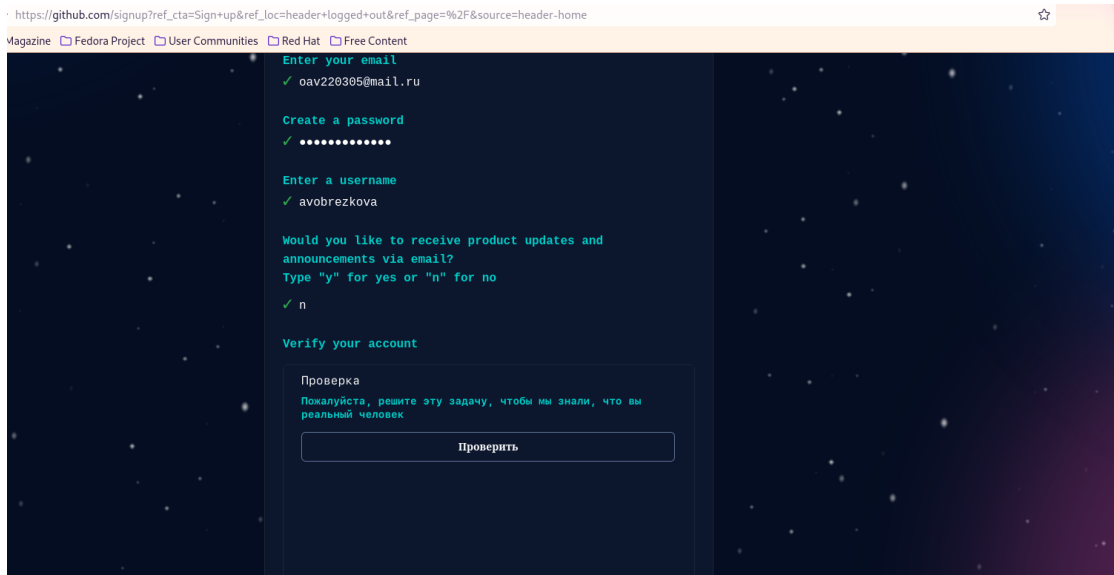 https://github.com/signup?ref_cta=Sign+up&ref_loc=header+logged+out&ref_page=%2F&source=header-home
Magazine Fedora Project User Communities Red Hat Free Content
Enter your email
✓ oav220305@mail.ru
Create a password
✓ •••••••••••••
Enter a username
✓ avobrezkova
Would you like to receive product updates and
announcements via email?
Type "y" for yes or "n" for no
✓ n
Verify your account
Проверка
Пожалуйста, решите эту задачу, чтобы мы знали, что вы
реальный человек
Проверить